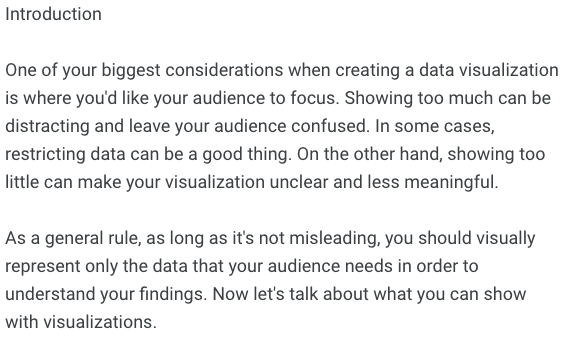 Introduction
One of your biggest considerations when creating a data visualization
is where you'd like your audience to focus. Showing too much can be
distracting and leave your audience confused. In some cases,
restricting data can be a good thing. On the other hand, showing too
little can make your visualization unclear and less meaningful.
As a general rule, as long as it's not misleading, you should visually
represent only the data that your audience needs in order to
understand your findings. Now let's talk about what you can show
with visualizations.